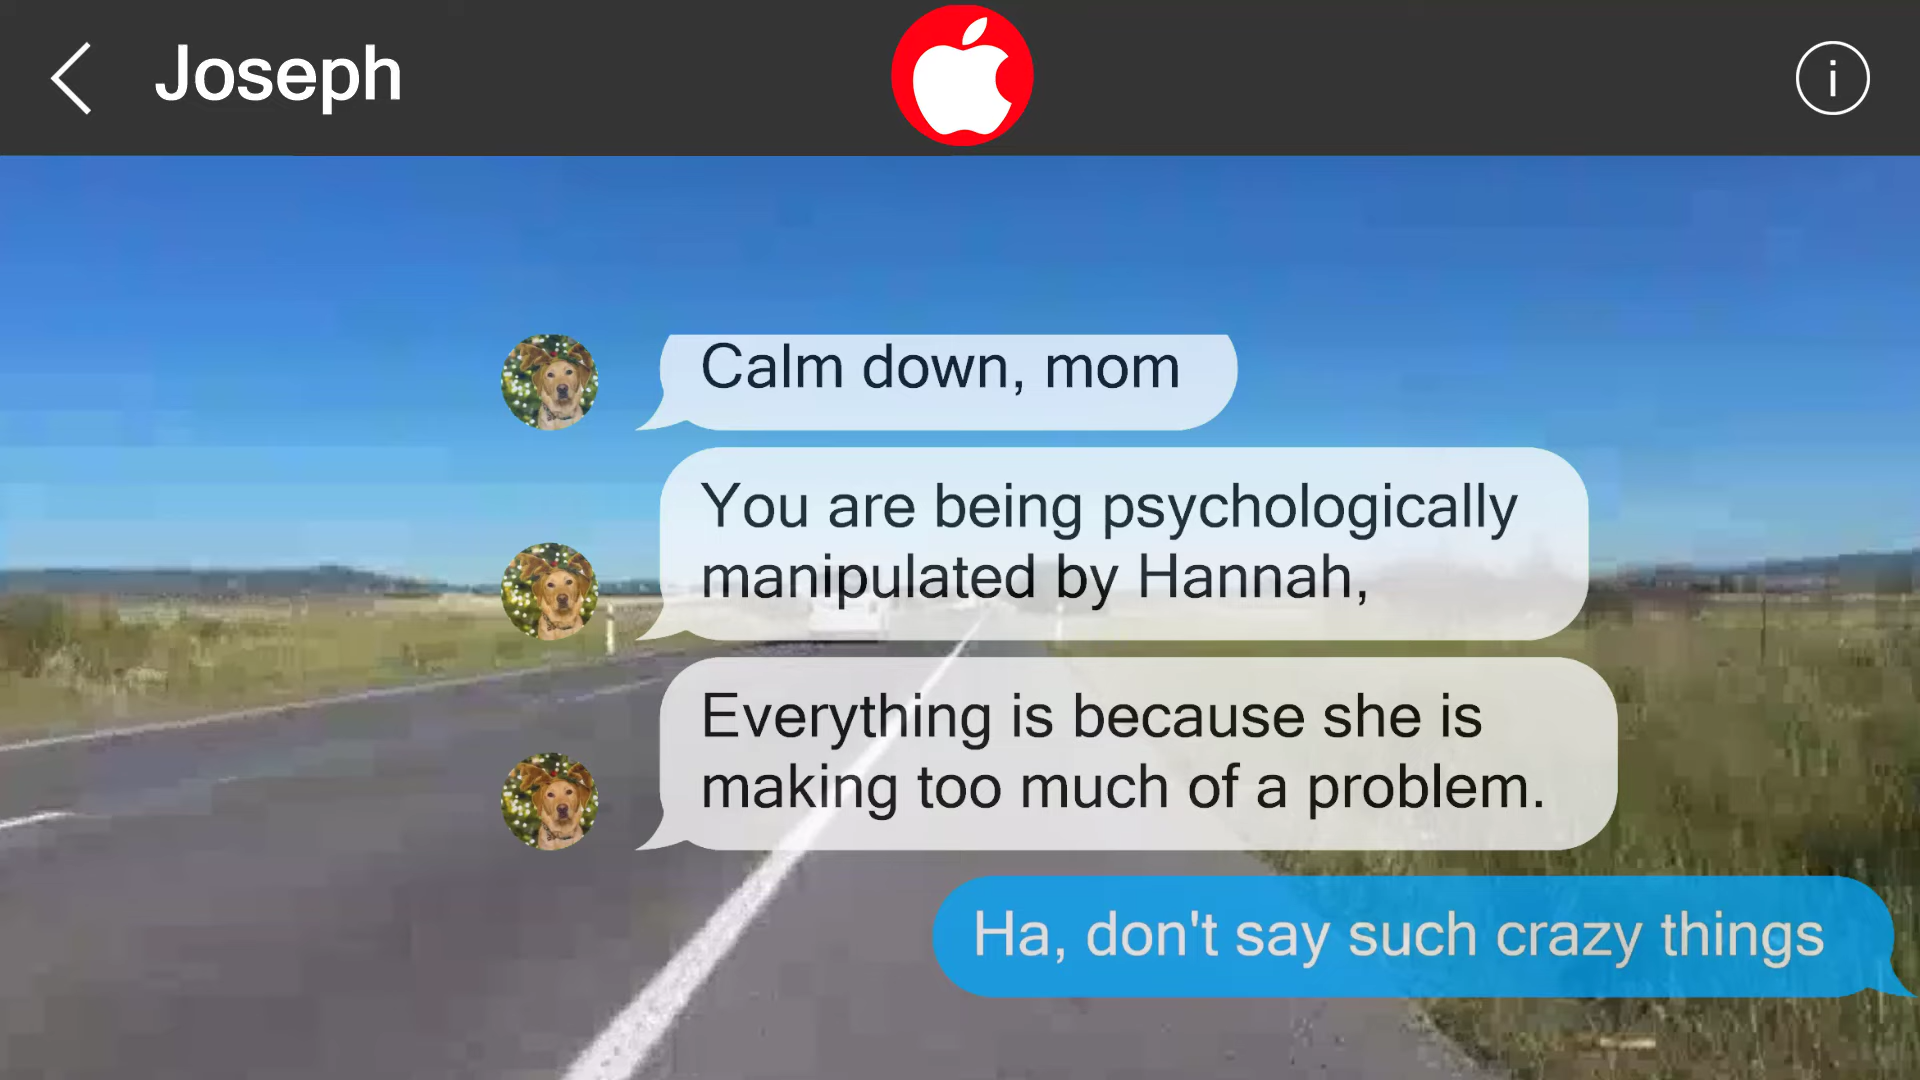 Joseph
i
Calm down, mom
You are being psychologically
manipulated by Hannah,
Everything is because she is
making too much of a problem.
Ha, don't say such crazy things